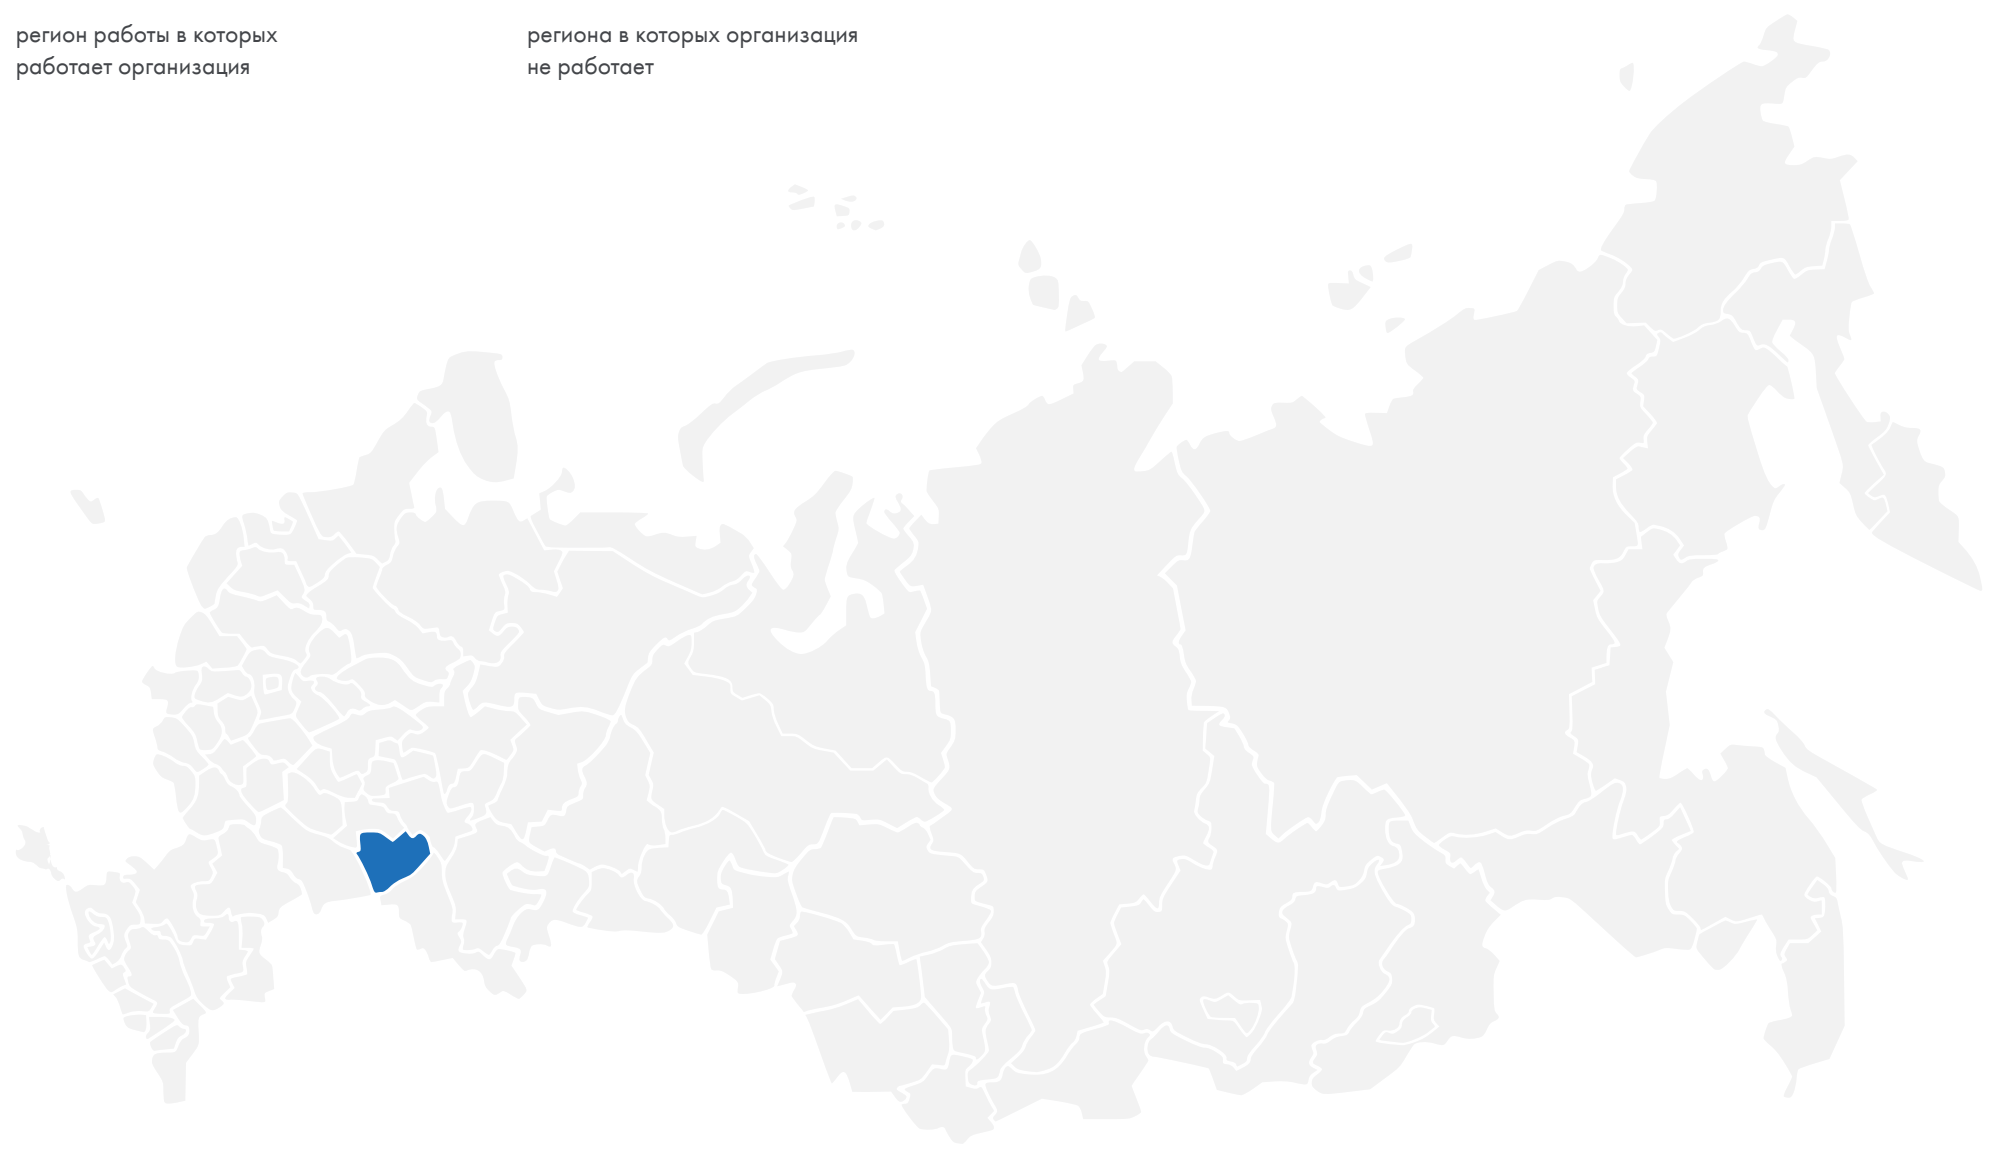 регион работы в которых
работает организация
региона в которых организация
не работает